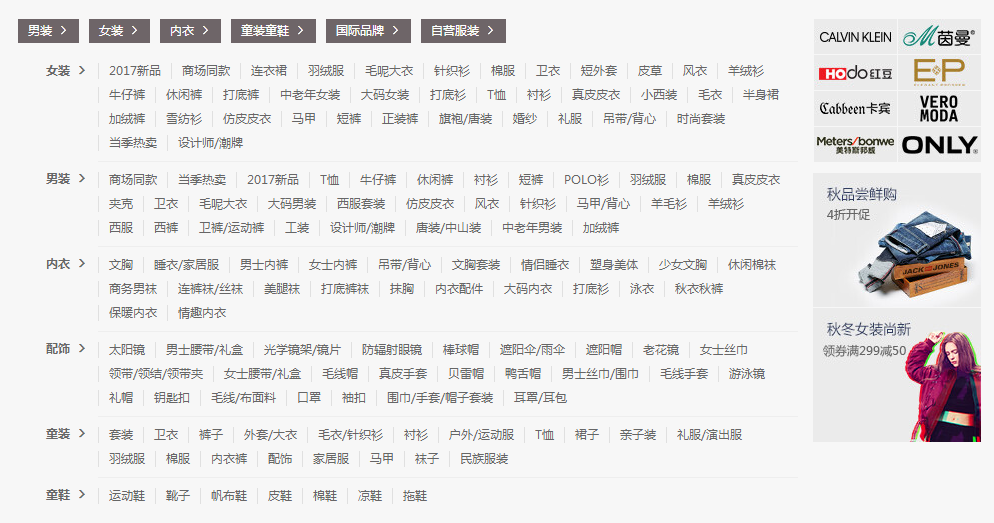 男装 > 女装 > 内衣 > 童装童鞋 > 国际品牌 > 自营服装 >
女装 > 2017新品 商场同款 连衣裙 羽绒服 毛呢大衣 针织衫 棉服 卫衣 短外套 皮草 风衣 羊绒衫
牛仔裤 休闲裤 打底裤 中老年女装 大码女装 打底衫 T恤 衬衫 真皮皮衣 小西装 毛衣 半身裙
加绒裤 雪纺衫 仿皮皮衣 马甲 短裤 正装裤 旗袍/唐装 婚纱 礼服 吊带/背心 时尚套装
当季热卖 设计师/潮牌
男装 > 商场同款 当季热卖 2017新品 T恤 牛仔裤 休闲裤 衬衫 短裤 POLO衫 羽绒服 棉服 真皮皮衣
夹克 卫衣 毛呢大衣 大码男装 西服套装 仿皮皮衣 风衣 针织衫 马甲/背心 羊毛衫 羊绒衫
西服 西裤 卫裤/运动裤 工装 设计师/潮牌 唐装/中山装 中老年男装 加绒裤
内衣 > 文胸 睡衣/家居服 男士内裤 女士内裤 吊带/背心 文胸套装 情侣睡衣 塑身美体 少女文胸 休闲棉袜
商务男袜 连裤袜/丝袜 美腿袜 打底裤袜 抹胸 内衣配件 大码内衣 打底衫 泳衣 秋衣秋裤
保暖内衣 情趣内衣
配饰 > 太阳镜 男士腰带/礼盒 光学镜架/镜片 防辐射眼镜 棒球帽 遮阳伞/雨伞 遮阳帽 老花镜 女士丝巾
领带/领结/领带夹 女士腰带/礼盒 毛线帽 真皮手套 贝雷帽 鸭舌帽 男士丝巾/围巾 毛线手套 游泳镜
礼帽 钥匙扣 毛线/布面料 口罩 袖扣 围巾/手套/帽子套装 耳罩/耳包
童装 > 套装 卫衣 裤子 外套/大衣 毛衣/针织衫 衬衫 户外/运动服 T恤 裙子 亲子装 礼服/演出服
羽绒服 棉服 内衣裤 配饰 家居服 马甲 袜子 民族服装
童鞋 > 运动鞋 靴子 帆布鞋 皮鞋 棉鞋 凉鞋 拖鞋
CALVIN KLEIN 茵曼
HOdo 红豆 E P
Cabbeen卡宾 VERO MODA
Meters/bonwe 美特斯邦威 ONLY
秋品尝鲜购
4折开促
JACK JONES
秋冬女装尚新
领券满299减50